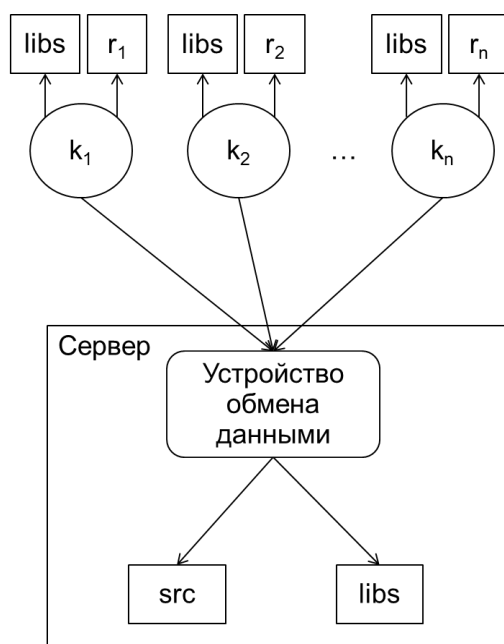 libs r₁ libs r₂ libs rₙ
k₁ k₂ ... kₙ
Сервер
Устройство
обмена
данными
src libs